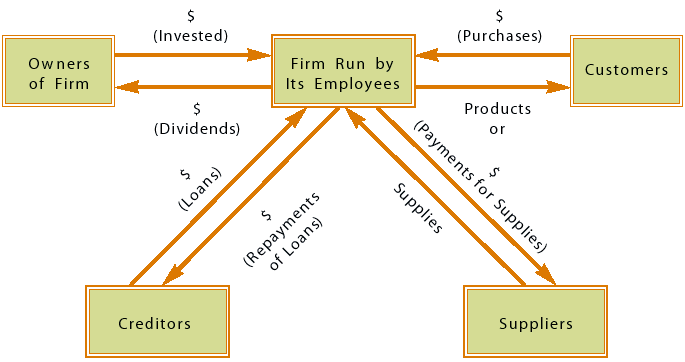 $
(Invested)
$
(Purchases)
Owners
of Firm
Firm Run by
Its Employees
Customers
$
(Dividends)
Products
or
$
(Loans)
$
(Repayments
of Loans)
Supplies
$
(Payments for Supplies)
Creditors
Suppliers